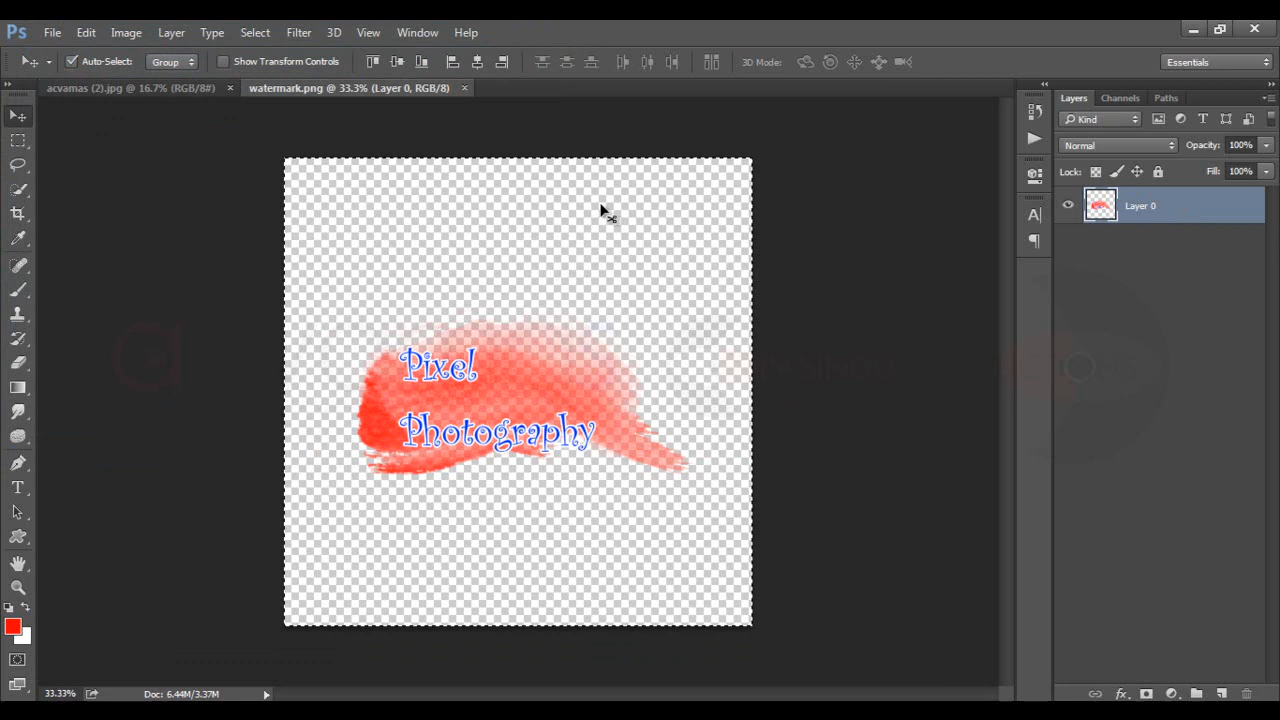 Ps File Edit Image Layer Type Select Filter 3D View Window Help
Auto-Select: Group Show Transform Controls 3D Mode: Essentials
acvamas (2).jpg @ 16.7% (RGB/8#) × watermark.png @ 33.3% (Layer 0, RGB/8) ×
Layers Channels Paths
Kind
Normal Opacity: 100%
Lock: Fill: 100%
Layer 0
Pixel
Photography
33.33% Doc: 6.44M/3.37M